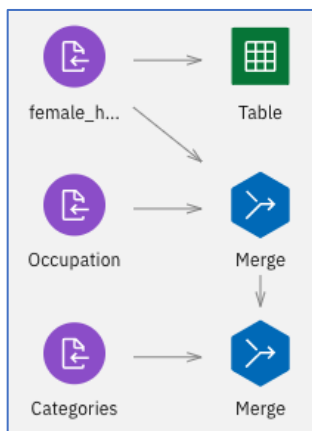 female_h...
Table
Occupation
Merge
Categories
Merge